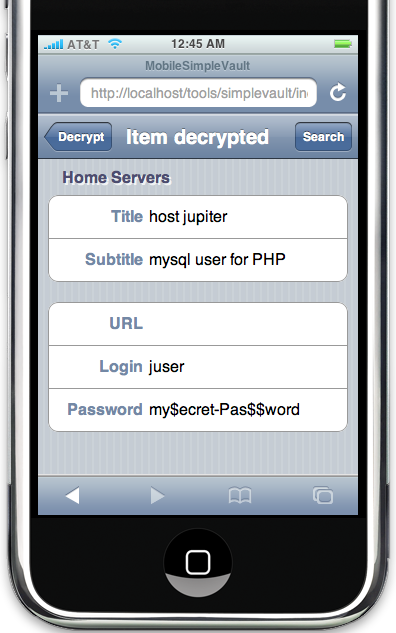 AT&T 12:45 AM
MobileSimpleVault
http://localhost/tools/simplevault/in
Decrypt Item decrypted Search
Home Servers
Title host jupiter
Subtitle mysql user for PHP
URL
Login juser
Password my$ecret-Pas$$word